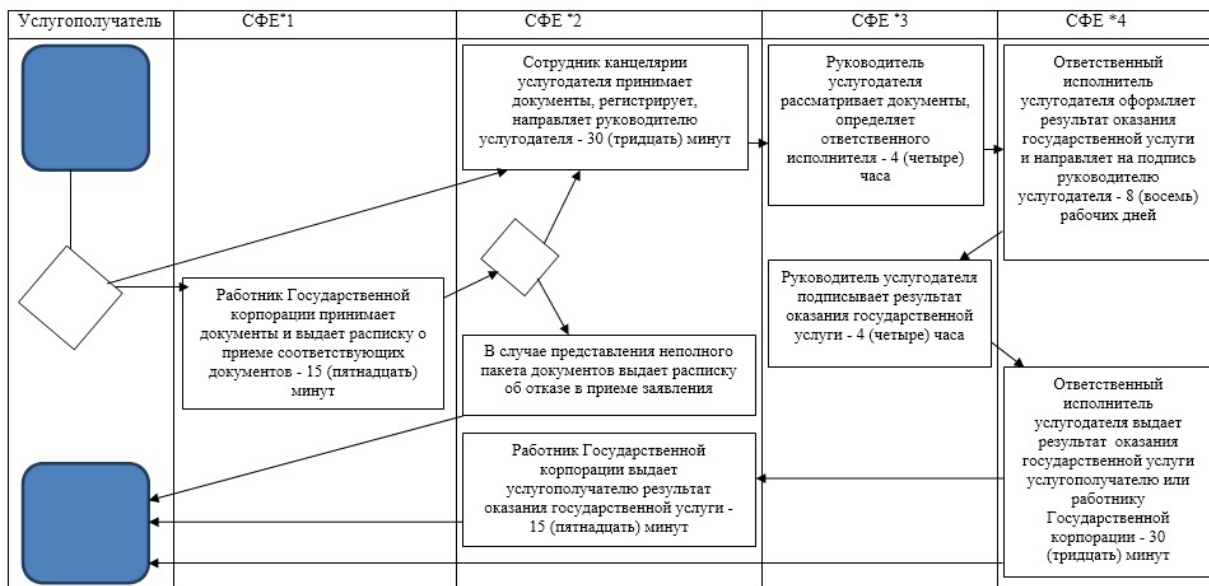 Услугополучатель
СФЕ*1
СФЕ *2
СФЕ *3
СФЕ *4
Сотрудник канцелярии
услугодателя принимает
документы, регистрирует,
направляет руководителю
услугодателя - 30 (тридцать) минут
Руководитель
услугодателя
рассматривает документы,
определяет
ответственного
исполнителя - 4 (четыре)
часа
Ответственный
исполнитель
услугодателя оформляет
результат оказания
государственной услуги
и направляет на подпись
руководителю
услугодателя - 8 (восемь)
рабочих дней
Работник Государственной
корпорации принимает
документы и выдает расписку о
приеме соответствующих
документов - 15 (пятнадцать)
минут
Руководитель услугодателя
подписывает результат
оказания государственной
услуги - 4 (четыре) часа
В случае представления неполного
пакета документов выдает расписку
об отказе в приеме заявления
Ответственный
исполнитель
услугодателя выдает
результат оказания
государственной услуги
услугополучателю или
работнику
Государственной
корпорации - 30
(тридцать) минут
Работник Государственной
корпорации выдает
услугополучателю результат
оказания государственной услуги -
15 (пятнадцать) минут